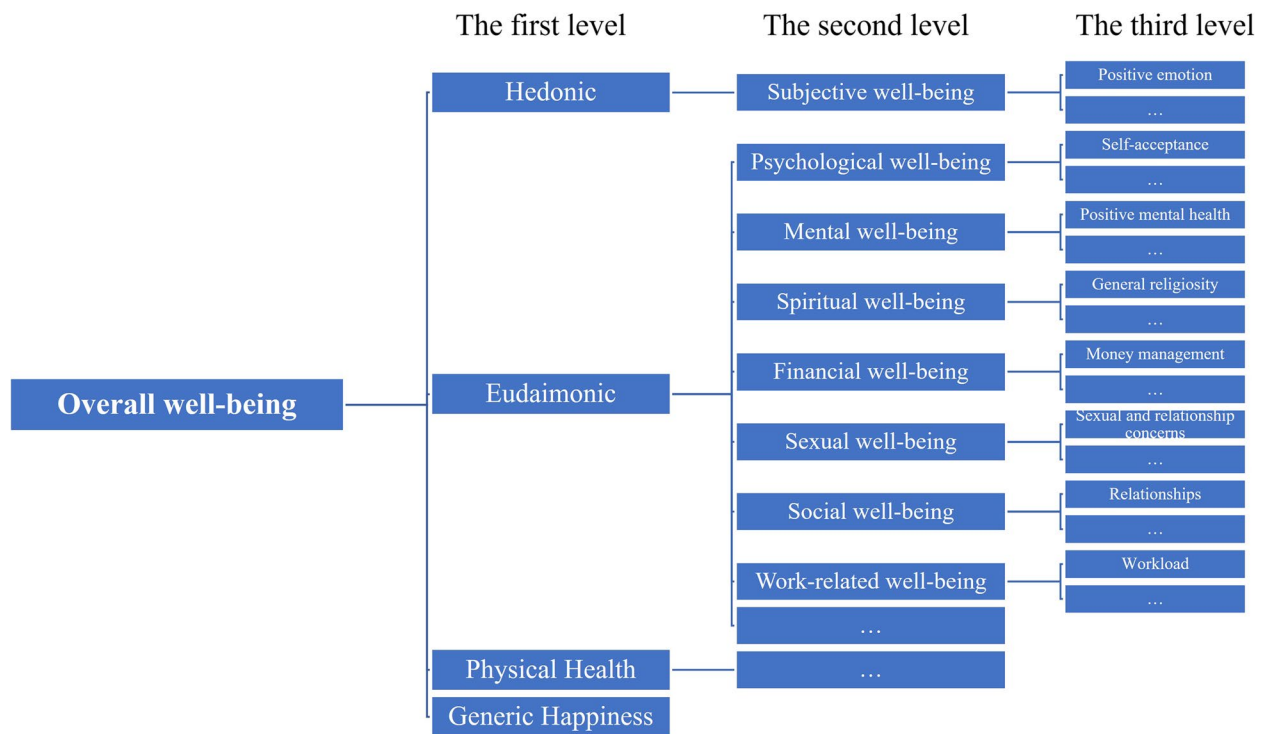 The first level
The second level
The third level
Hedonic
Subjective well-being
Positive emotion
…
Psychological well-being
Self-acceptance
…
Mental well-being
Positive mental health
…
Spiritual well-being
General religiosity
…
Overall well-being
Eudaimonic
Financial well-being
Money management
…
Sexual well-being
Sexual and relationship
concerns
…
Social well-being
Relationships
…
Work-related well-being
Workload
…
…
Physical Health
…
Generic Happiness